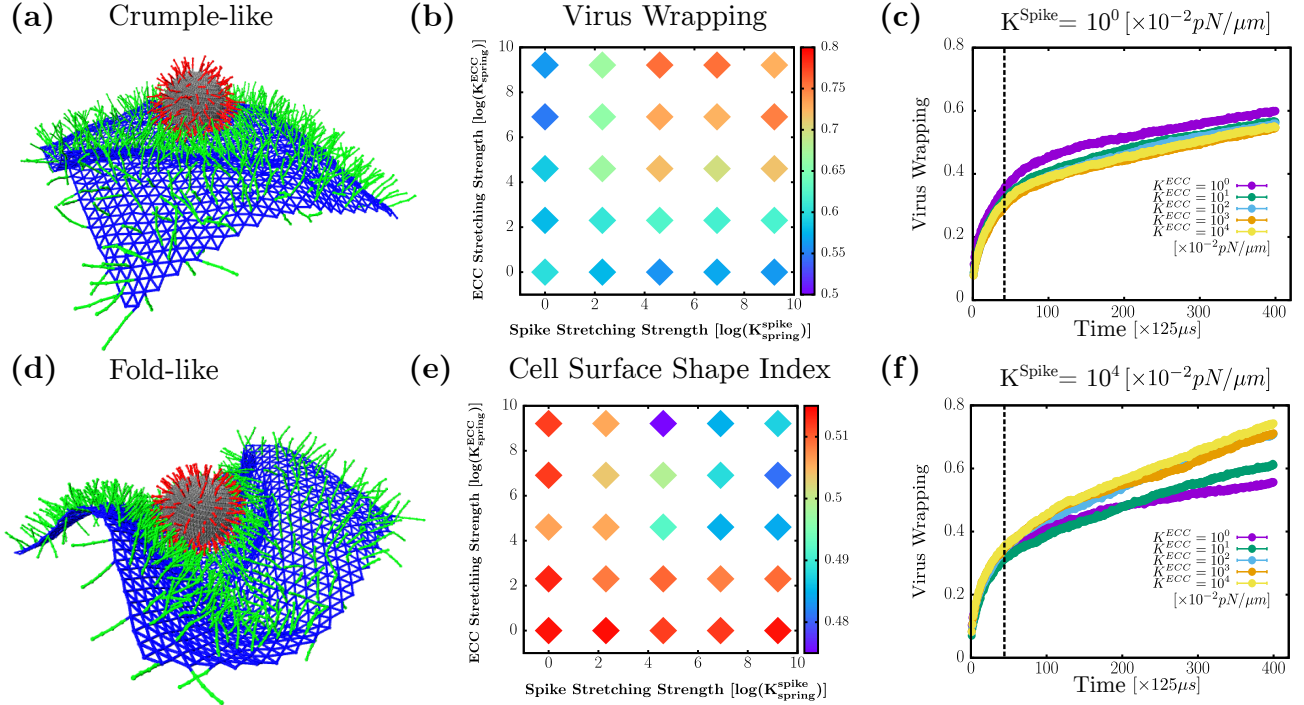 (a) Crumple-like
(b) Virus Wrapping
ECC Stretching Strength [log(K^ECC_spring)]
10
8
6
4
2
0
0 2 4 6 8 10
Spike Stretching Strength [log(K^spike_spring)]
0.8
0.75
0.7
0.65
0.6
0.55
0.5
(c) K^Spike = 10^0 [×10^-2 pN/μm]
Virus Wrapping
0.8
0.6
0.4
0.2
0
0 100 200 300 400
Time [×125μs]
K^ECC = 10^0
K^ECC = 10^1
K^ECC = 10^2
K^ECC = 10^3
K^ECC = 10^4
[×10^-2 pN/μm]
(d) Fold-like
(e) Cell Surface Shape Index
ECC Stretching Strength [log(K^ECC_spring)]
10
8
6
4
2
0
0 2 4 6 8 10
Spike Stretching Strength [log(K^spike_spring)]
0.51
0.5
0.49
0.48
(f) K^Spike = 10^4 [×10^-2 pN/μm]
Virus Wrapping
0.8
0.6
0.4
0.2
0
0 100 200 300 400
Time [×125μs]
K^ECC = 10^0
K^ECC = 10^1
K^ECC = 10^2
K^ECC = 10^3
K^ECC = 10^4
[×10^-2 pN/μm]